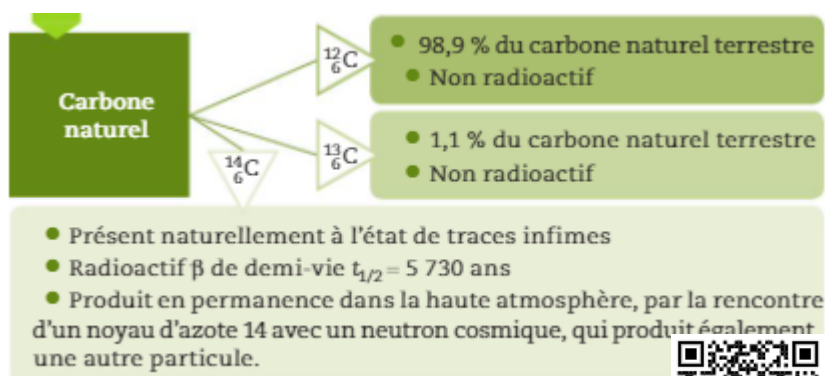 Carbone
naturel
¹²₆C
● 98,9 % du carbone naturel terrestre
● Non radioactif
¹³₆C
● 1,1 % du carbone naturel terrestre
● Non radioactif
¹⁴₆C
● Présent naturellement à l'état de traces infimes
● Radioactif β de demi-vie t₁/₂ = 5 730 ans
● Produit en permanence dans la haute atmosphère, par la rencontre
d'un noyau d'azote 14 avec un neutron cosmique, qui produit également
une autre particule.